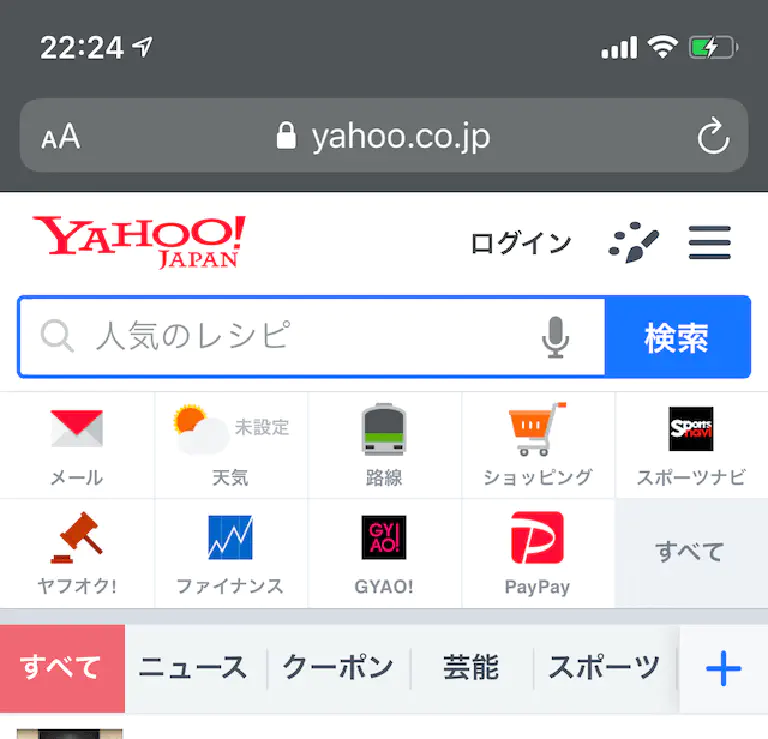 22:24
AA yahoo.co.jp
YAHOO!
JAPAN
ログイン
人気のレシピ 検索
未設定
SPORTS
navi
メール 天気 路線 ショッピング スポーツナビ
GY
AO!
すべて
ヤフオク! ファイナンス GYAO! PayPay
すべて ニュース クーポン 芸能 スポーツ +